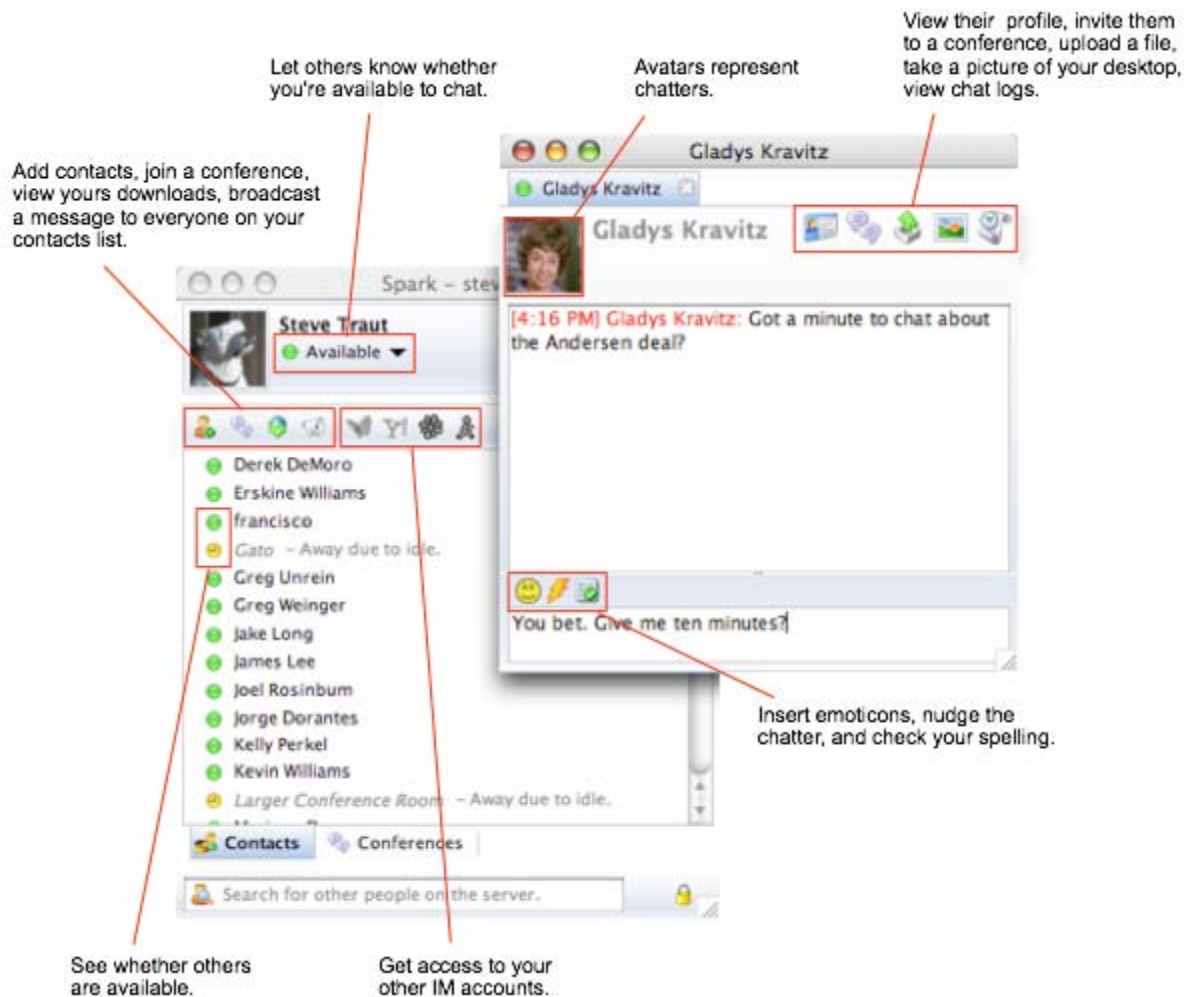 View their profile, invite them
to a conference, upload a file,
take a picture of your desktop,
view chat logs.
Let others know whether
you're available to chat.
Avatars represent
chatters.
Add contacts, join a conference,
view yours downloads, broadcast
a message to everyone on your
contacts list.
Gladys Kravitz
Gladys Kravitz
Gladys Kravitz
[4:16 PM] Gladys Kravitz: Got a minute to chat about
the Andersen deal?
You bet. Give me ten minutes?
Insert emoticons, nudge the
chatter, and check your spelling.
Spark – stev
Steve Traut
Available
Y!
Derek DeMoro
Erskine Williams
francisco
Gato – Away due to idle.
Greg Unrein
Greg Weinger
Jake Long
James Lee
Joel Rosinbum
Jorge Dorantes
Kelly Perkel
Kevin Williams
Larger Conference Room – Away due to idle.
Contacts
Conferences
Search for other people on the server.
See whether others
are available.
Get access to your
other IM accounts.